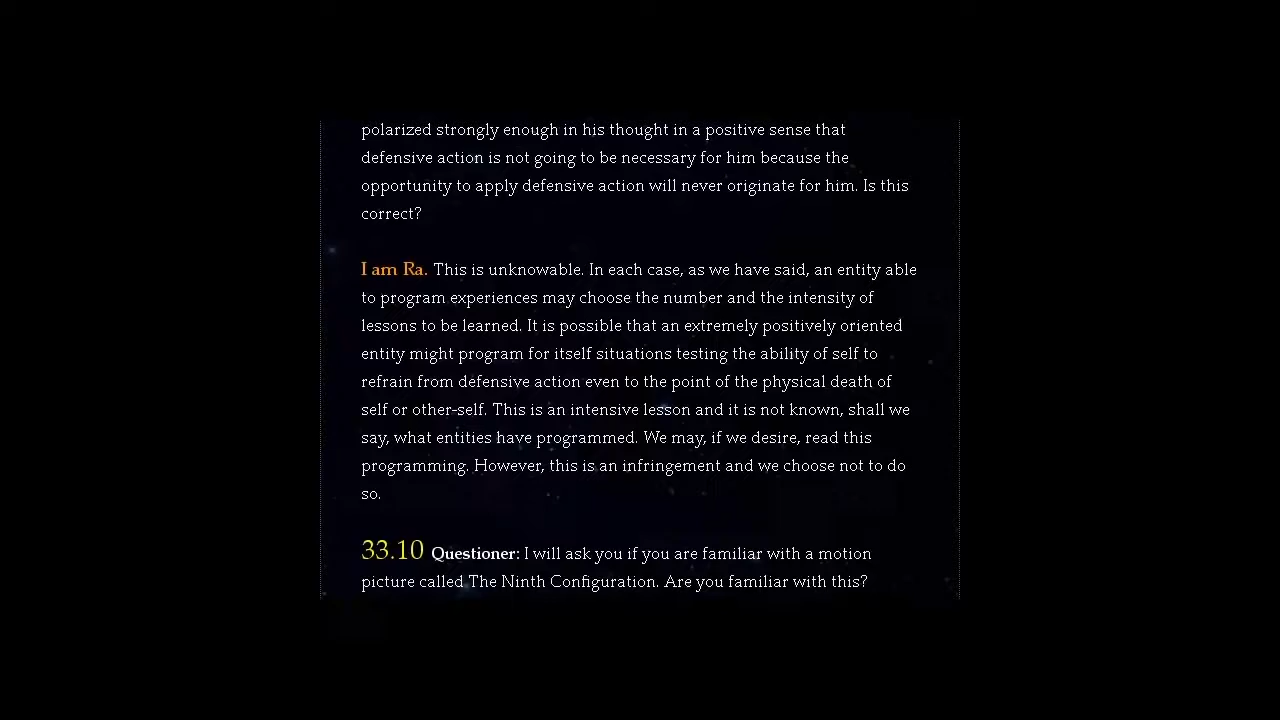 polarized strongly enough in his thought in a positive sense that
defensive action is not going to be necessary for him because the
opportunity to apply defensive action will never originate for him. Is this
correct?
I am Ra. This is unknowable. In each case, as we have said, an entity able
to program experiences may choose the number and the intensity of
lessons to be learned. It is possible that an extremely positively oriented
entity might program for itself situations testing the ability of self to
refrain from defensive action even to the point of the physical death of
self or other-self. This is an intensive lesson and it is not known, shall we
say, what entities have programmed. We may, if we desire, read this
programming. However, this is an infringement and we choose not to do
so.
33.10 Questioner: I will ask you if you are familiar with a motion
picture called The Ninth Configuration. Are you familiar with this?